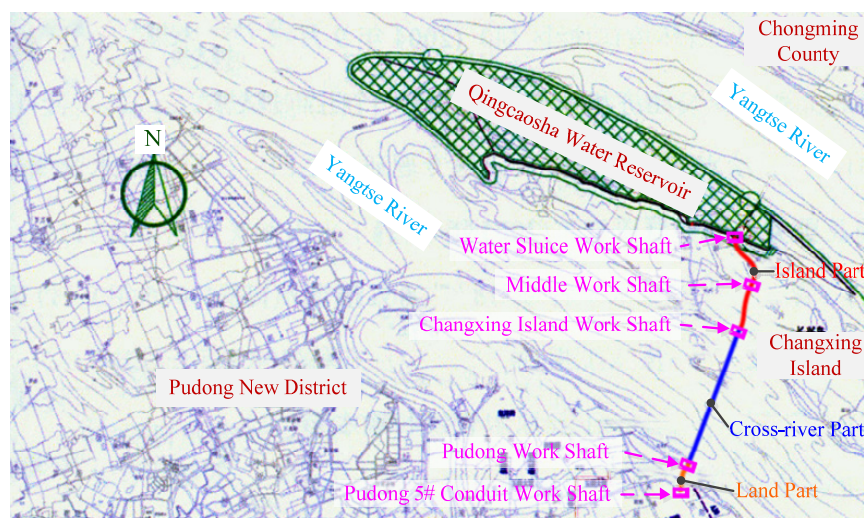 Chongming
County
Qingcaosha Water Reservoir
Yangtse River
N
Yangtse River
Water Sluice Work Shaft
Island Part
Middle Work Shaft
Changxing Island Work Shaft
Changxing
Island
Pudong New District
Cross-river Part
Pudong Work Shaft
Land Part
Pudong 5# Conduit Work Shaft